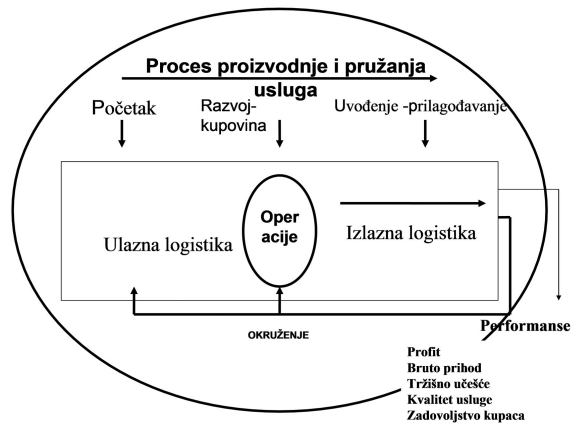 Proces proizvodnje i pružanja
usluga
Početak
Razvoj-
kupovina
Uvođenje -prilagođavanje
Ulazna logistika
Oper
acije
Izlazna logistika
OKRUŽENJE
Performanse
Profit
Bruto prihod
Tržišno učešće
Kvalitet usluge
Zadovoljstvo kupaca